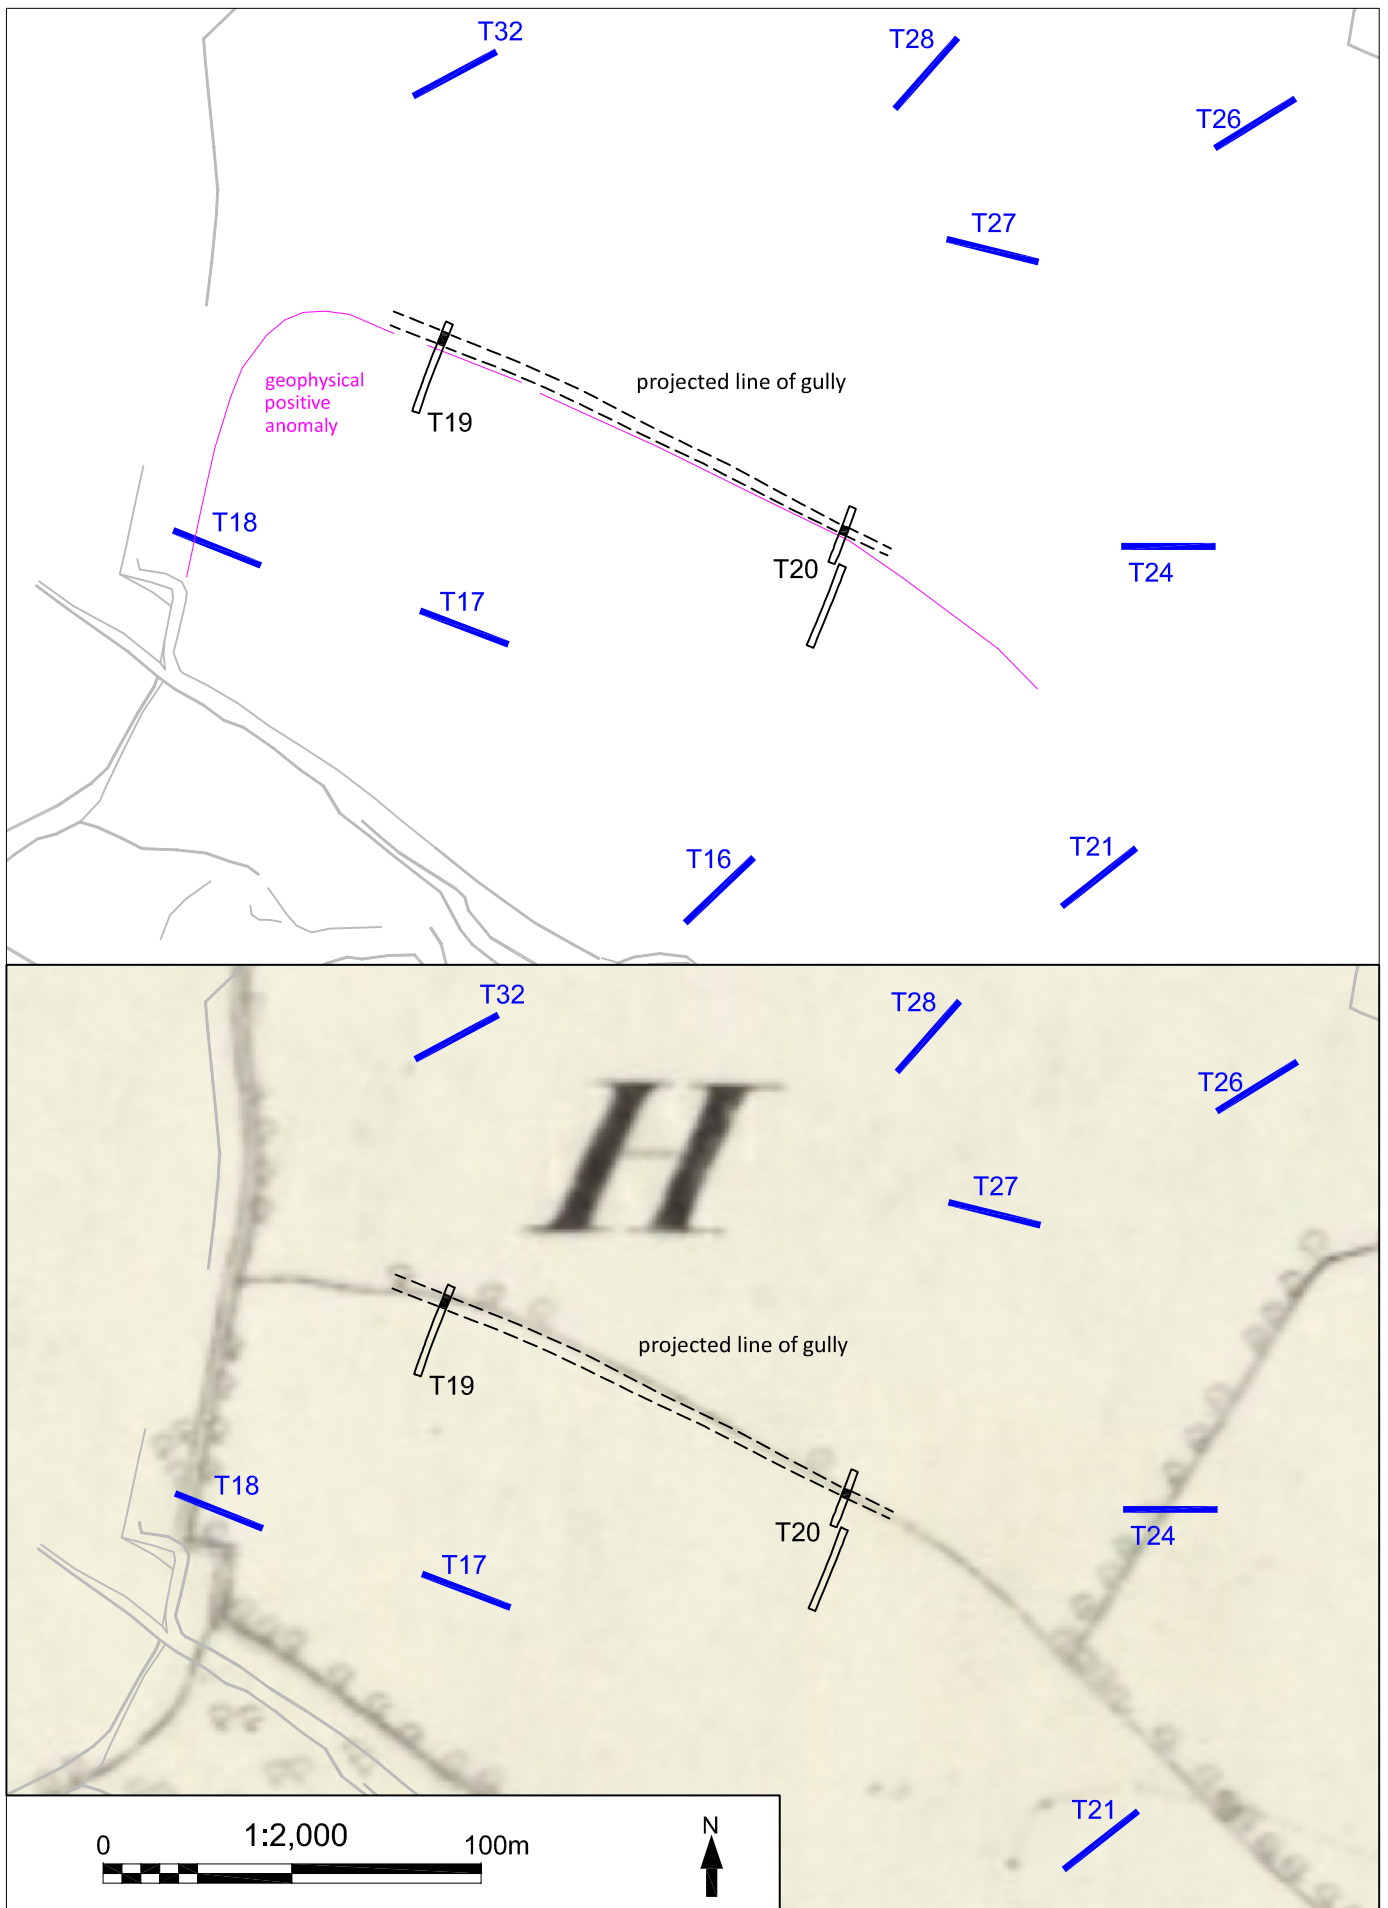 T32
T28
T26
T27
geophysical
positive
anomaly
projected line of gully
T19
T18
T20
T24
T17
T16
T21
T32
T28
T26
H
T27
projected line of gully
T19
T18
T20
T24
T17
T21
0 1:2,000 100m
N